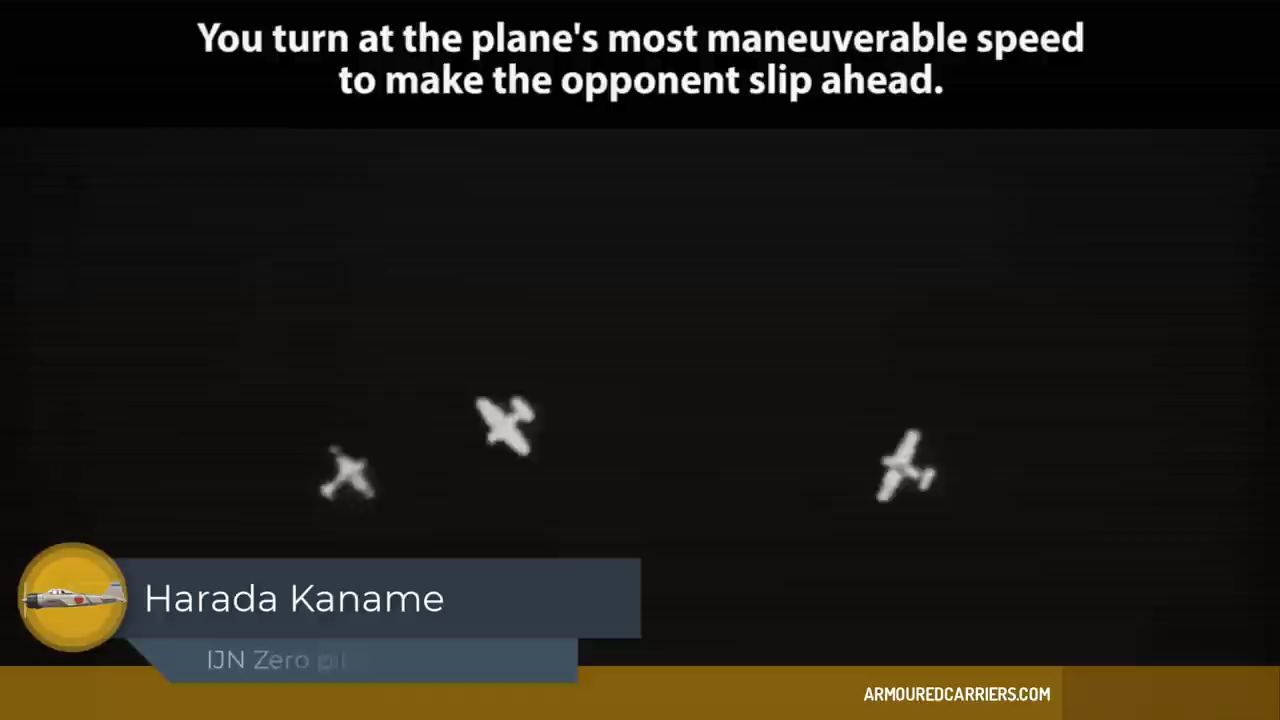 You turn at the plane's most maneuverable speed
to make the opponent slip ahead.
Harada Kaname
IJN Zero
ARMOUREDCARRIERS.COM